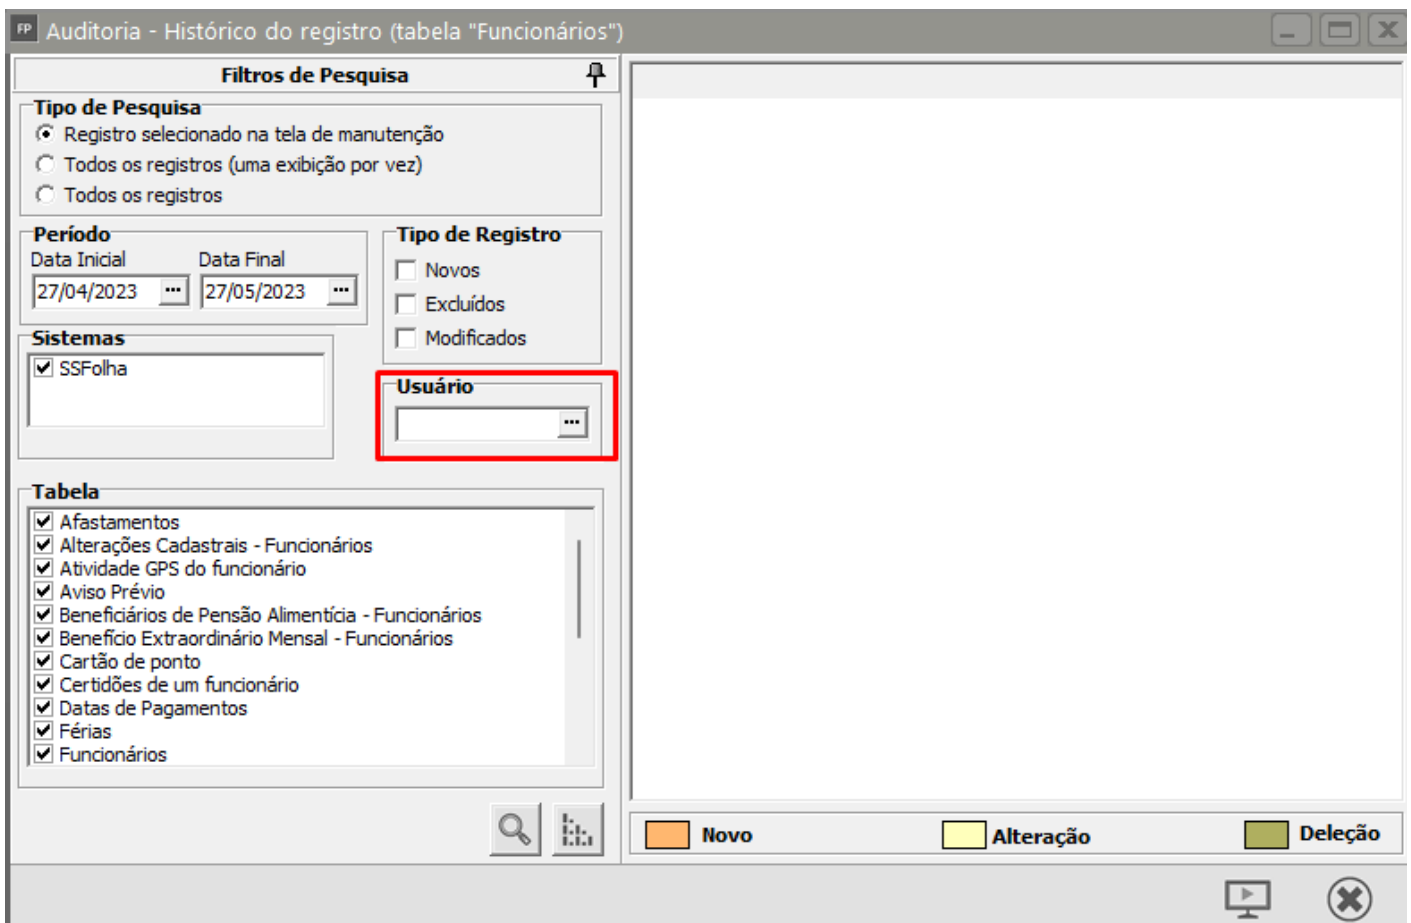 FP Auditoria - Histórico do registro (tabela "Funcionários")
Filtros de Pesquisa
Tipo de Pesquisa
Registro selecionado na tela de manutenção
Todos os registros (uma exibição por vez)
Todos os registros
Período
Data Inicial Data Final
27/04/2023 ... 27/05/2023 ...
Tipo de Registro
Novos
Excluídos
Modificados
Sistemas
SSFolha
Usuário
...
Tabela
Afastamentos
Alterações Cadastrais - Funcionários
Atividade GPS do funcionário
Aviso Prévio
Beneficiários de Pensão Alimentícia - Funcionários
Benefício Extraordinário Mensal - Funcionários
Cartão de ponto
Certidões de um funcionário
Datas de Pagamentos
Férias
Funcionários
Novo Alteração Deleção